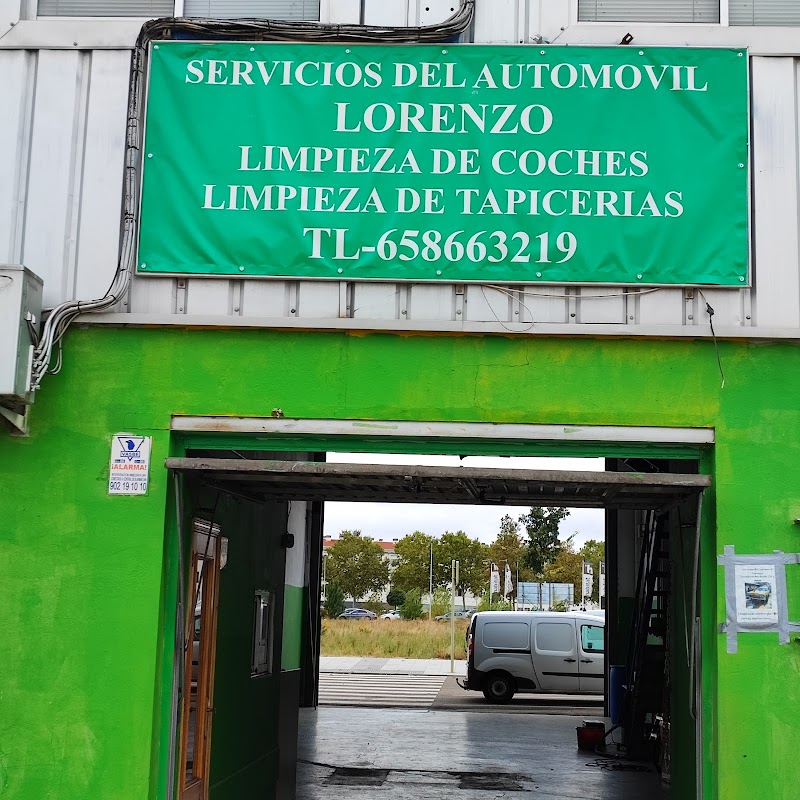 SERVICIOS DEL AUTOMOVIL
LORENZO
LIMPIEZA DE COCHES
LIMPIEZA DE TAPICERIAS
TL-658663219
¡ALARMA!
902 19 10 10